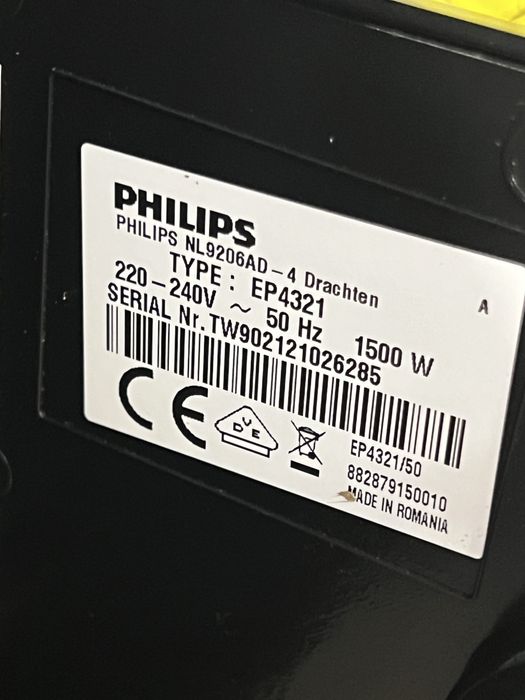 PHILIPS
PHILIPS NL9206AD-4 Drachten
A
TYPE : EP4321
220-240V ~ 50 Hz 1500 W
SERIAL Nr. TW902121026285
CE
DVE
EP4321/50
882879150010
MADE IN ROMANIA